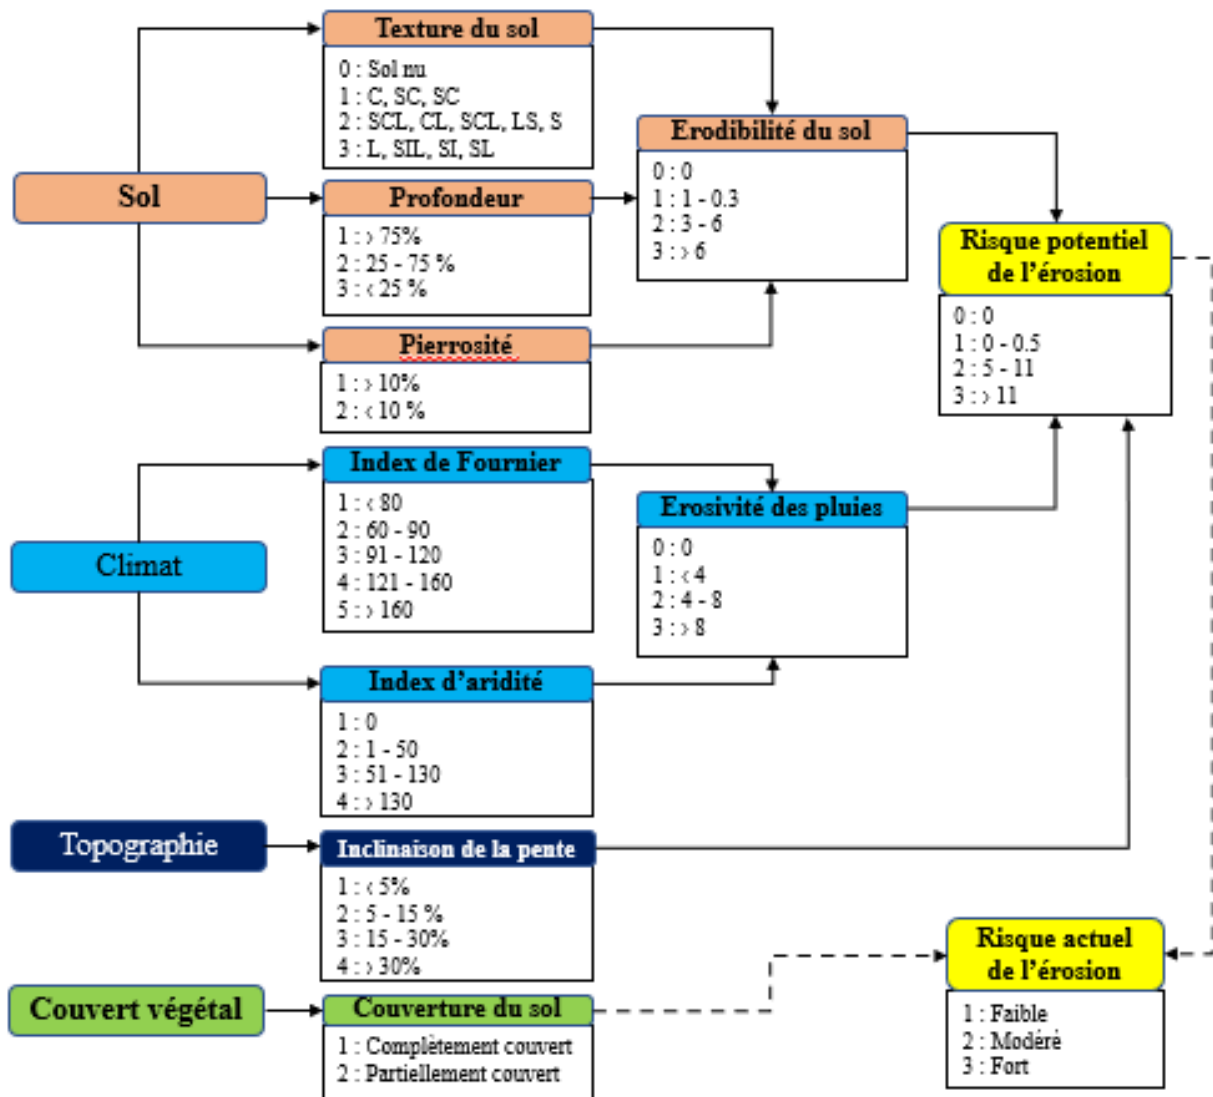 Texture du sol
0 : Sol nu
1 : C, SC, SC
2 : SCL, CL, SCL, LS, S
3 : L, SIL, SI, SL
Sol
Profondeur
1 : › 75%
2 : 25 - 75 %
3 : ‹ 25 %
Pierrosité
1 : › 10%
2 : ‹ 10 %
Erodibilité du sol
0 : 0
1 : 1 - 0.3
2 : 3 - 6
3 : › 6
Risque potentiel
de l’érosion
0 : 0
1 : 0 - 0.5
2 : 5 - 11
3 : › 11
Climat
Index de Fournier
1 : ‹ 80
2 : 60 - 90
3 : 91 - 120
4 : 121 - 160
5 : › 160
Erosivité des pluies
0 : 0
1 : ‹ 4
2 : 4 - 8
3 : › 8
Index d’aridité
1 : 0
2 : 1 - 50
3 : 51 - 130
4 : › 130
Topographie
Inclinaison de la pente
1 : ‹ 5%
2 : 5 - 15 %
3 : 15 - 30%
4 : › 30%
Couvert végétal
Couverture du sol
1 : Complètement couvert
2 : Partiellement couvert
Risque actuel
de l’érosion
1 : Faible
2 : Modéré
3 : Fort